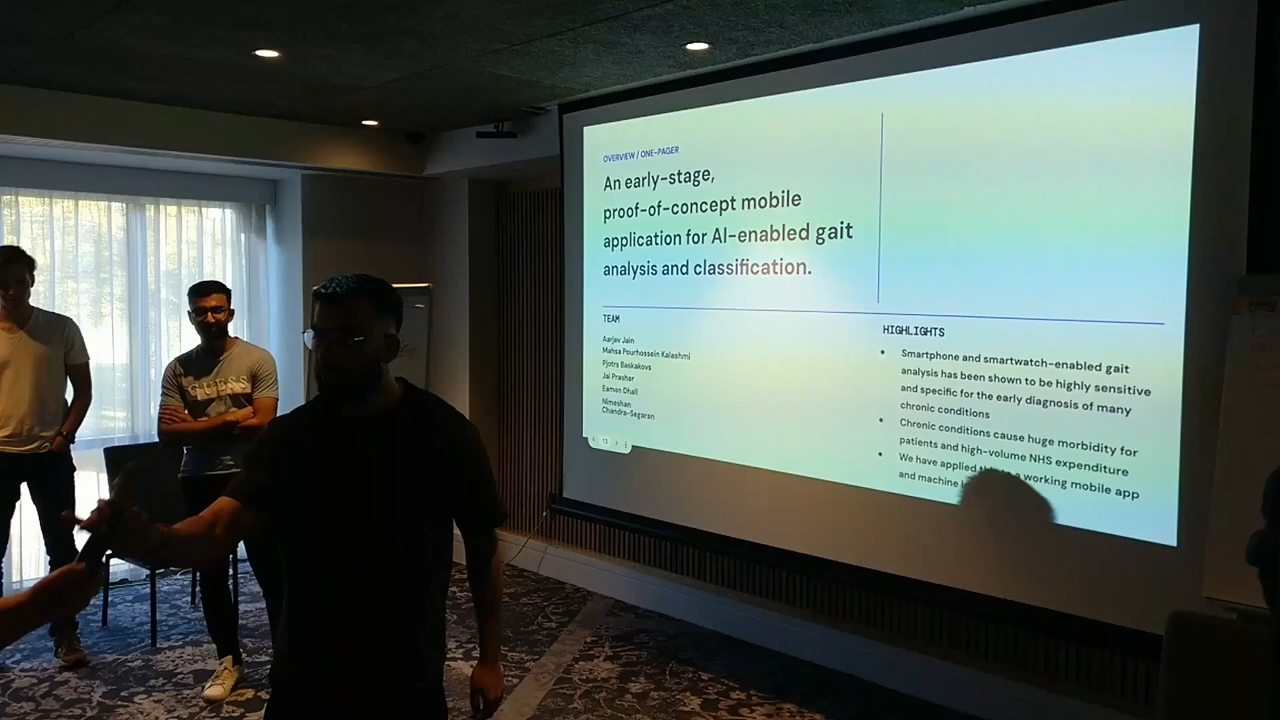 OVERVIEW / ONE-PAGER
An early-stage,
proof-of-concept mobile
application for AI-enabled gait
analysis and classification.
TEAM
Aarjav Jain
Mahsa Pourhossein Kalashmi
Pjotrs Baskakovs
Jai Prashar
Eamon Dhall
Nimeshan
Chandra-Segaran
HIGHLIGHTS
Smartphone and smartwatch-enabled gait
analysis has been shown to be highly sensitive
and specific for the early diagnosis of many
chronic conditions
Chronic conditions cause huge morbidity for
patients and high-volume NHS expenditure
We have applied working mobile app
and machine
GUESS
13